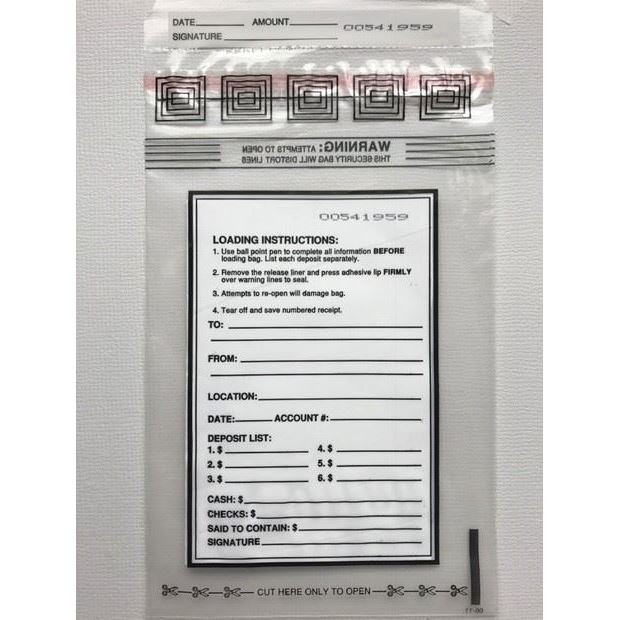 DATE AMOUNT 00541959
SIGNATURE
WARNING: ATTEMPTS TO OPEN
THIS SECURITY BAG WILL DISTORT LINES
00541959
LOADING INSTRUCTIONS:
1. Use ball point pen to complete all information BEFORE
loading bag. List each deposit separately.
2. Remove the release liner and press adhesive lip FIRMLY
over warning lines to seal.
3. Attempts to re-open will damage bag.
4. Tear off and save numbered receipt.
TO:
FROM:
LOCATION:
DATE: ACCOUNT #:
DEPOSIT LIST:
1. $ 4. $
2. $ 5. $
3. $ 6. $
CASH: $
CHECKS: $
SAID TO CONTAIN: $
SIGNATURE
CUT HERE ONLY TO OPEN